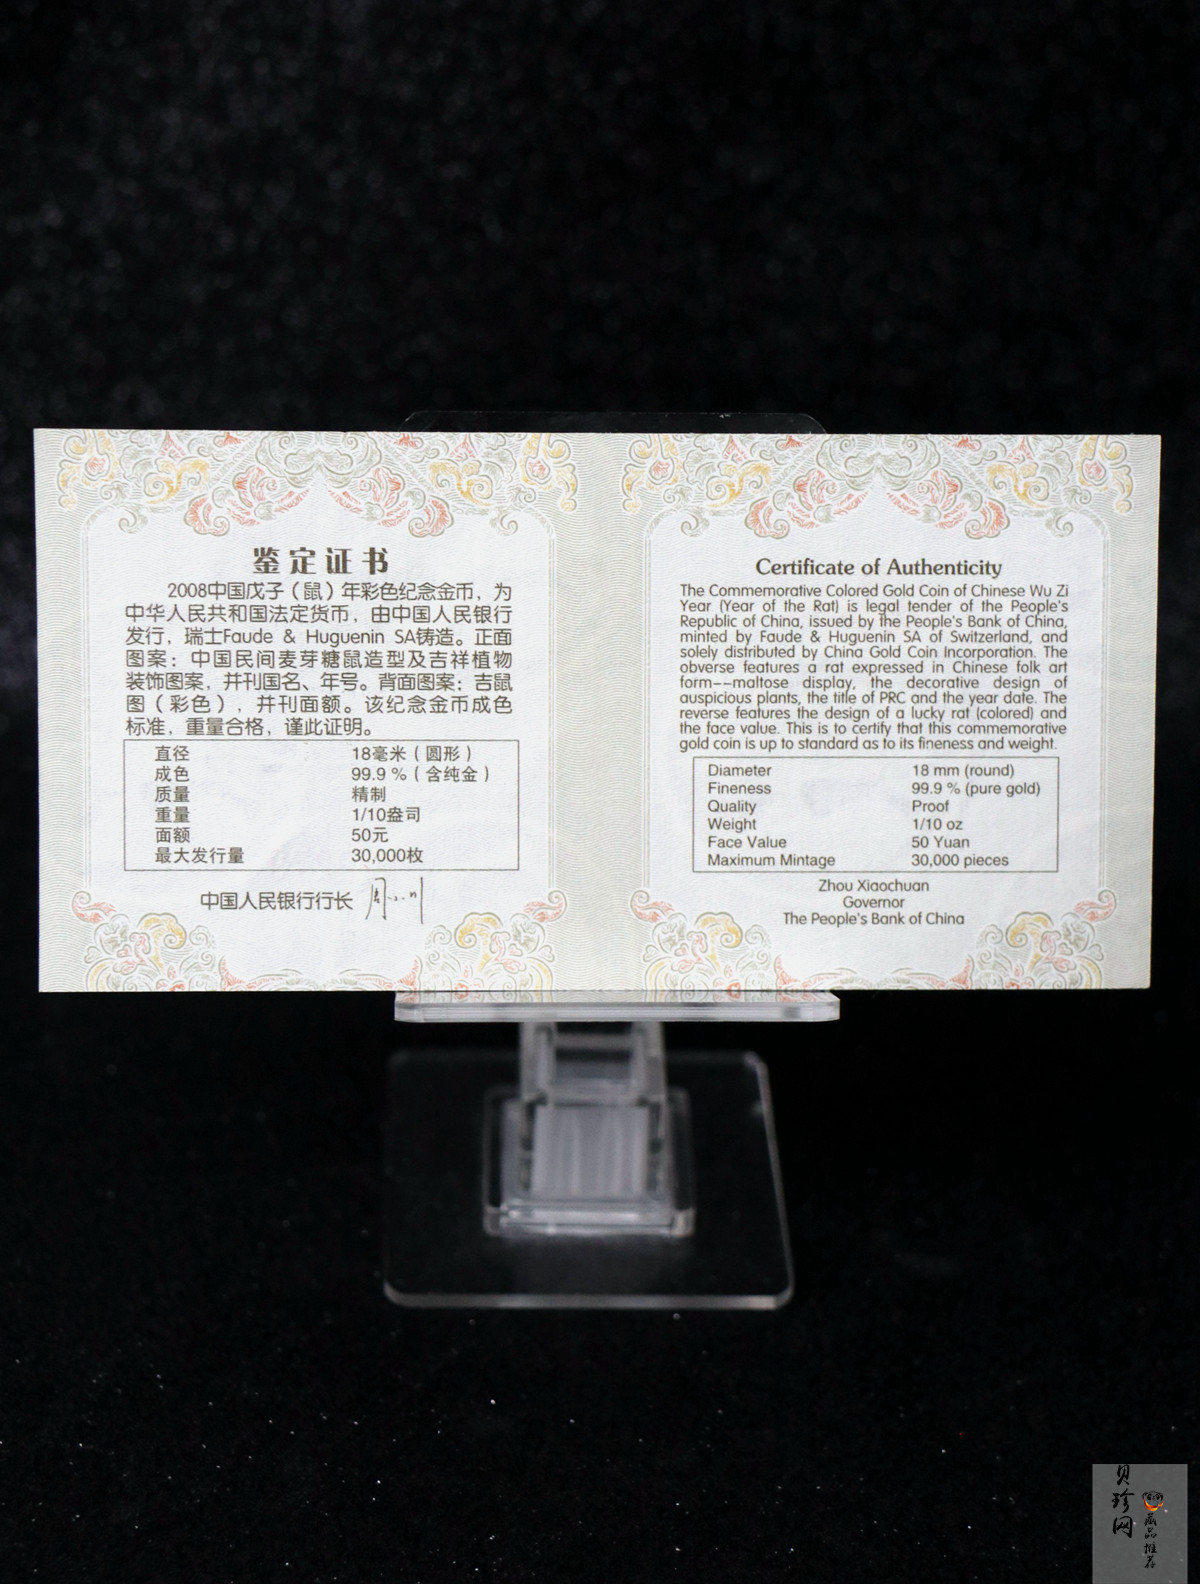 鉴定证书
2008中国戊子（鼠）年彩色纪念金币，为
中华人民共和国法定货币，由中国人民银行
发行，瑞士Faude & Huguenin SA铸造。正面
图案：中国民间麦芽糖鼠造型及吉祥植物
装饰图案，并刊国名、年号。背面图案：吉鼠
图（彩色），并刊面额。该纪念金币成色
标准，重量合格，谨此证明。
直径 18毫米（圆形）
成色 99.9 %（含纯金）
质量 精制
重量 1/10盎司
面额 50元
最大发行量 30,000枚
中国人民银行行长 周小川
Certificate of Authenticity
The Commemorative Colored Gold Coin of Chinese Wu Zi
Year (Year of the Rat) is legal tender of the People's
Republic of China, issued by the People's Bank of China,
minted by Faude & Huguenin SA of Switzerland, and
solely distributed by China Gold Coin Incorporation. The
obverse features a rat expressed in Chinese folk art
form--maltose display, the decorative design of
auspicious plants, the title of PRC and the year date. The
reverse features the design of a lucky rat (colored) and
the face value. This is to certify that this commemorative
gold coin is up to standard as to its fineness and weight.
Diameter 18 mm (round)
Fineness 99.9 % (pure gold)
Quality Proof
Weight 1/10 oz
Face Value 50 Yuan
Maximum Mintage 30,000 pieces
Zhou Xiaochuan
Governor
The People's Bank of China
贝珍网
藏品推荐